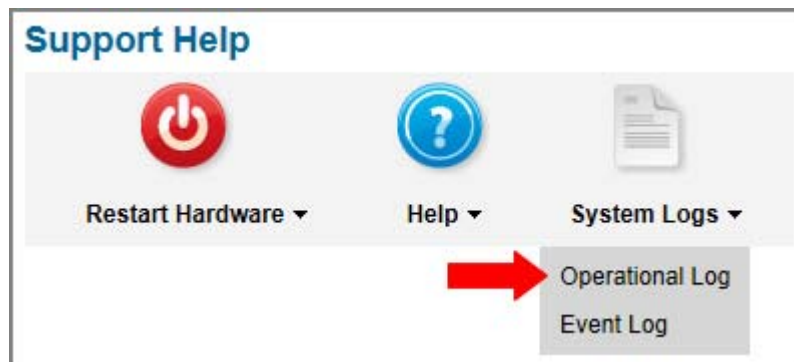 Support Help
Restart Hardware Help System Logs
Operational Log
Event Log